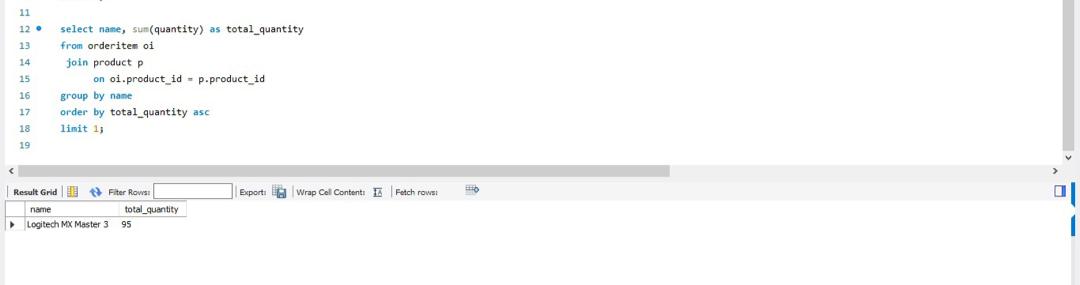 11
12 select name, sum(quantity) as total_quantity
13 from orderitem oi
14 join product p
15 on oi.product_id = p.product_id
16 group by name
17 order by total_quantity asc
18 limit 1;
19
Result Grid Filter Rows: Export: Wrap Cell Content: Fetch rows:
name total_quantity
Logitech MX Master 3 95